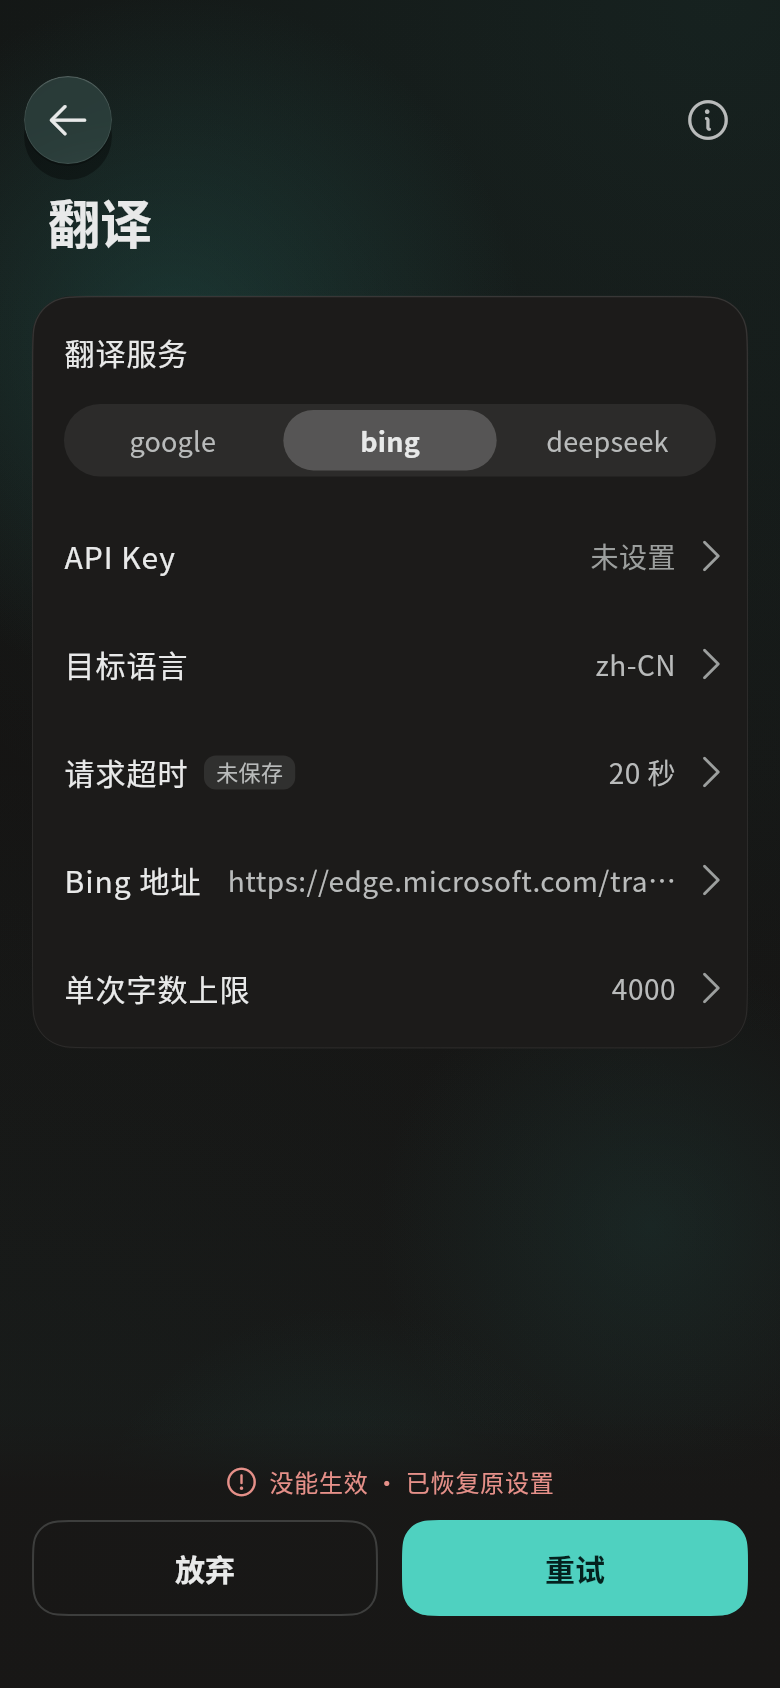 翻译
翻译服务
google
bing
deepseek
API Key 未设置
目标语言 zh-CN
请求超时 未保存 20 秒
Bing 地址 https://edge.microsoft.com/tra…
单次字数上限 4000
没能生效 · 已恢复原设置
放弃
重试